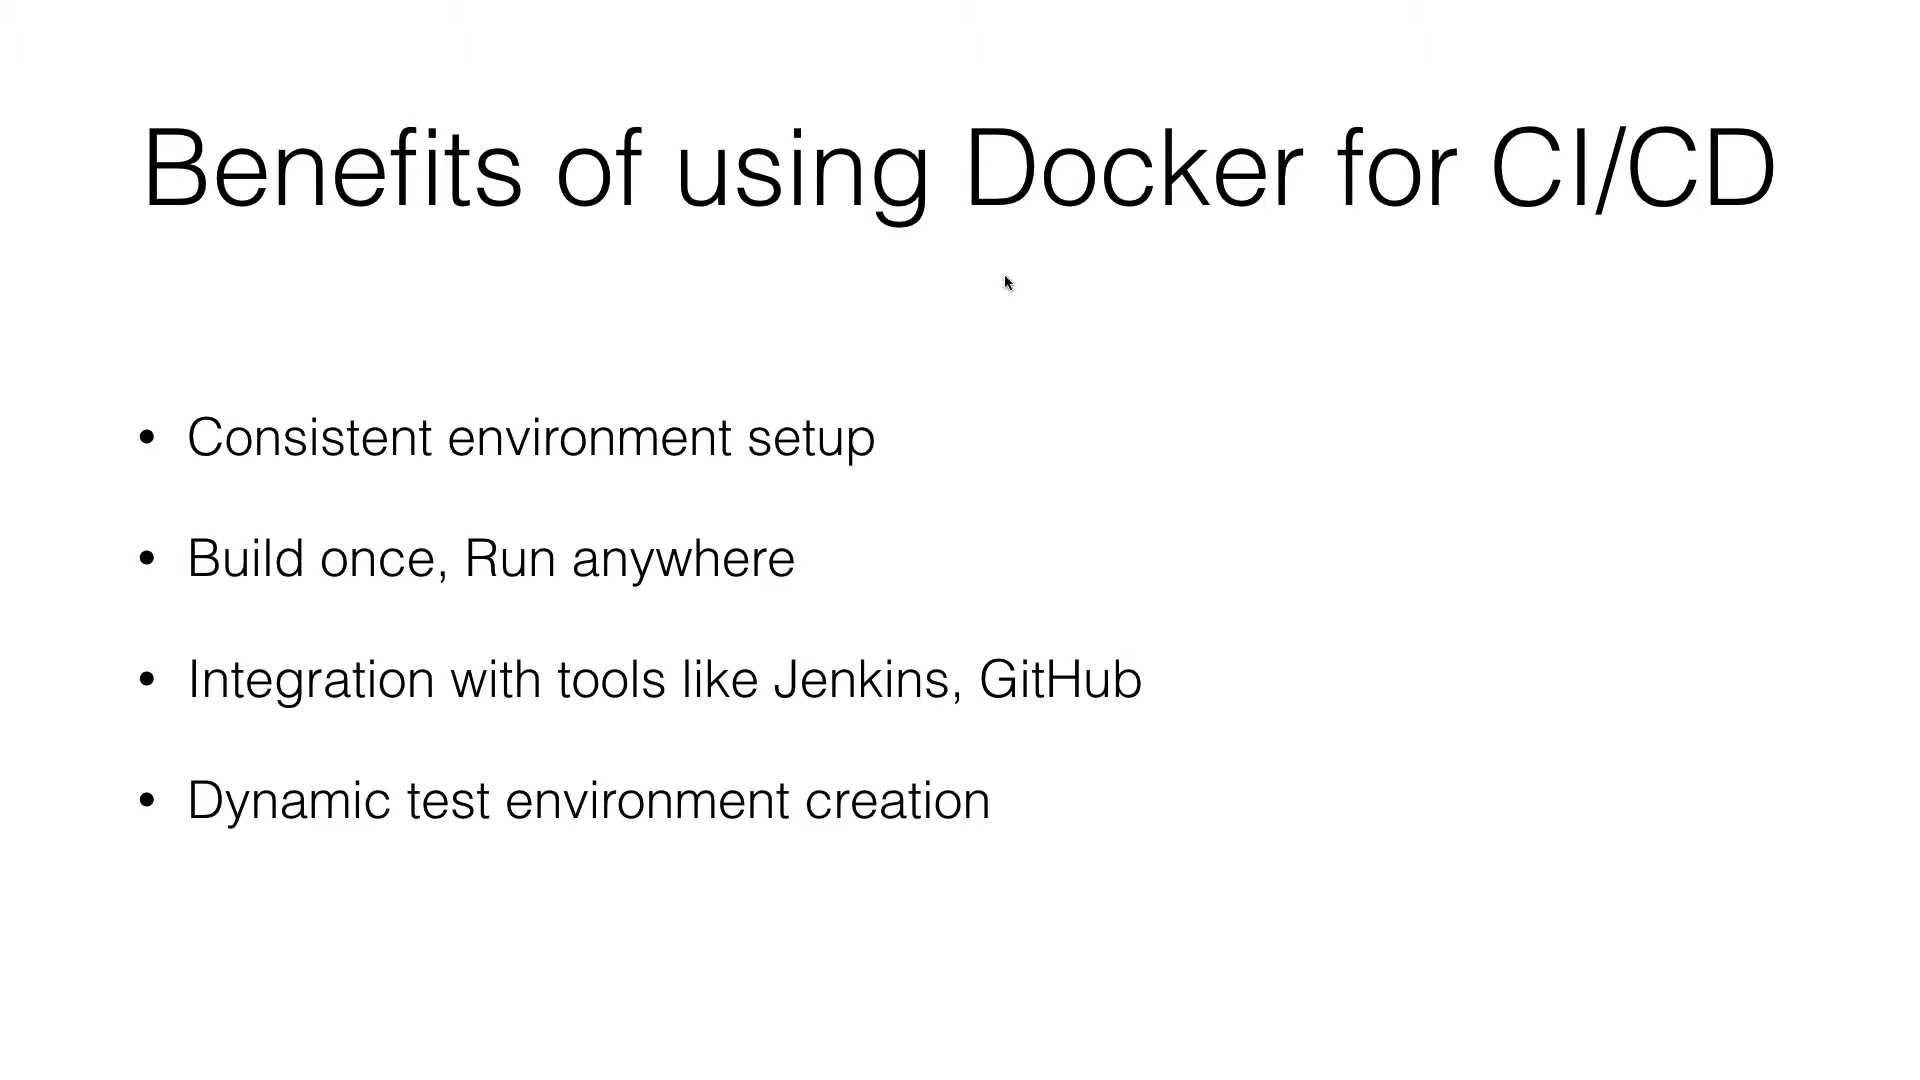 Benefits of using Docker for CI/CD
• Consistent environment setup
• Build once, Run anywhere
• Integration with tools like Jenkins, GitHub
• Dynamic test environment creation